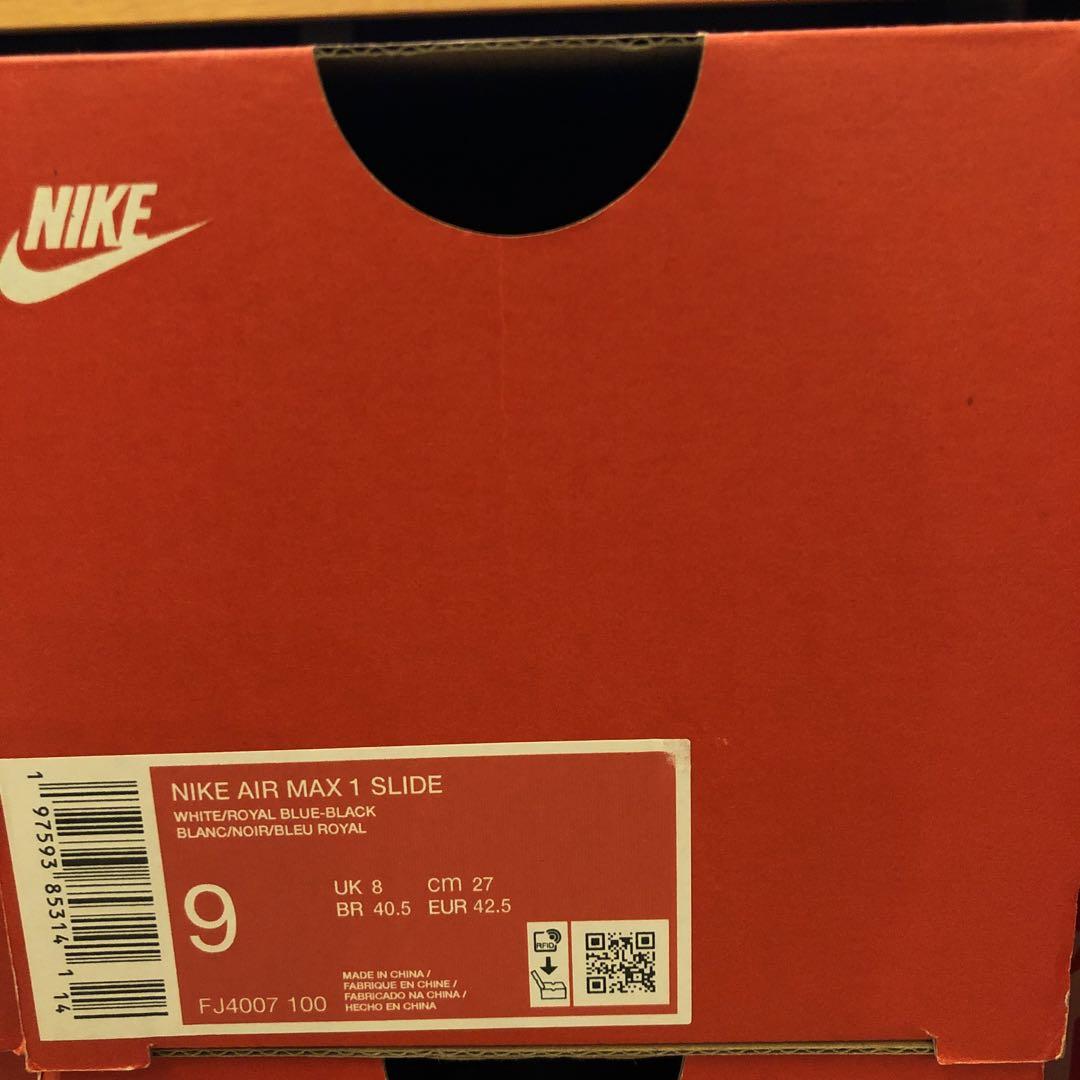 NIKE
NIKE AIR MAX 1 SLIDE
WHITE/ROYAL BLUE-BLACK
BLANC/NOIR/BLEU ROYAL
9
UK 8 cm 27
BR 40.5 EUR 42.5
RFID
MADE IN CHINA /
FABRIQUE EN CHINE /
FABRICADO NA CHINA /
HECHO EN CHINA
FJ4007 100
1 97593 85314 1 14